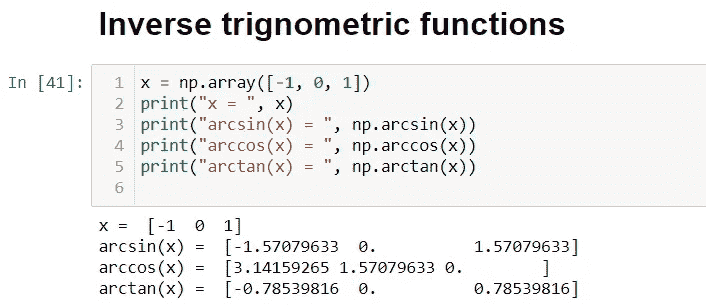 Inverse trignometric functions
In [41]:
1 x = np.array([-1, 0, 1])
2 print("x = ", x)
3 print("arcsin(x) = ", np.arcsin(x))
4 print("arccos(x) = ", np.arccos(x))
5 print("arctan(x) = ", np.arctan(x))
6
x =  [-1  0  1]
arcsin(x) =  [-1.57079633  0.          1.57079633]
arccos(x) =  [3.14159265 1.57079633 0.        ]
arctan(x) =  [-0.78539816  0.          0.78539816]